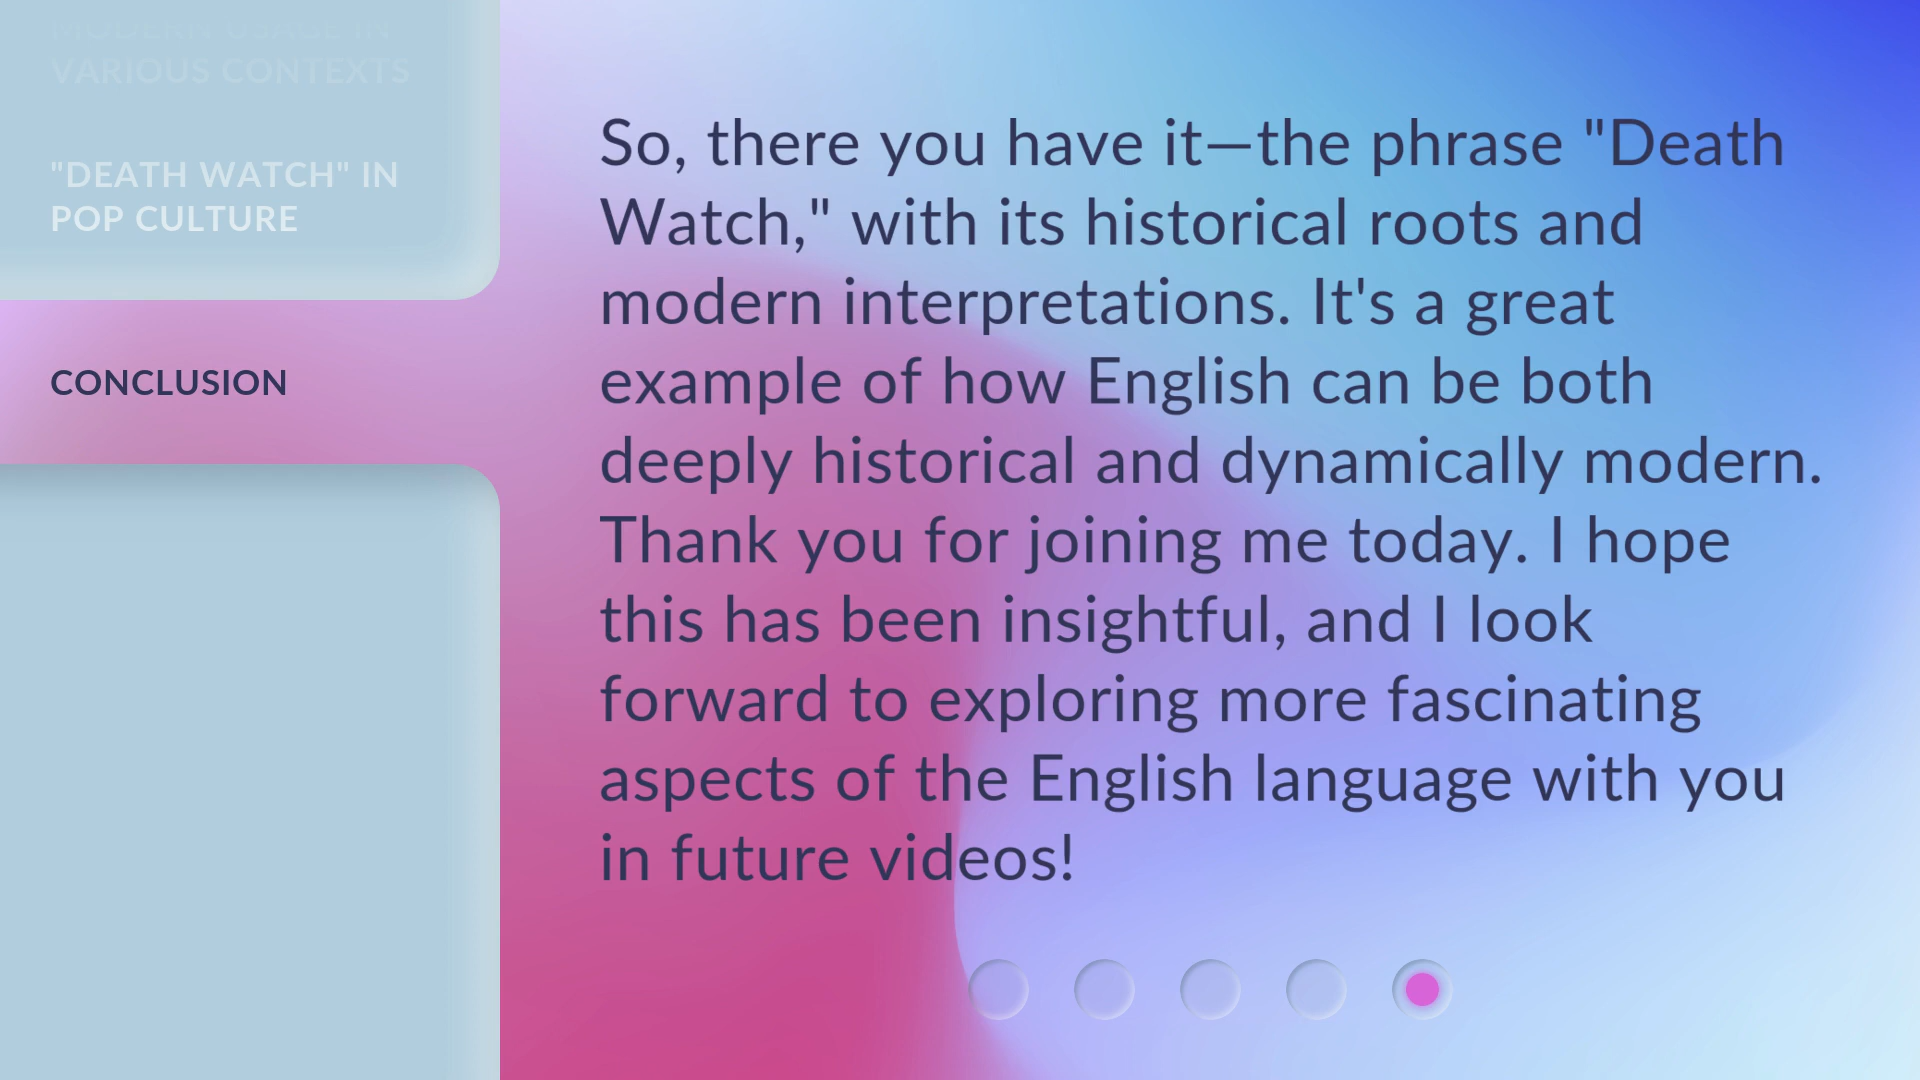 MODERN USAGE IN
VARIOUS CONTEXTS
"DEATH WATCH" IN
POP CULTURE
CONCLUSION
So, there you have it—the phrase "Death
Watch," with its historical roots and
modern interpretations. It's a great
example of how English can be both
deeply historical and dynamically modern.
Thank you for joining me today. I hope
this has been insightful, and I look
forward to exploring more fascinating
aspects of the English language with you
in future videos!